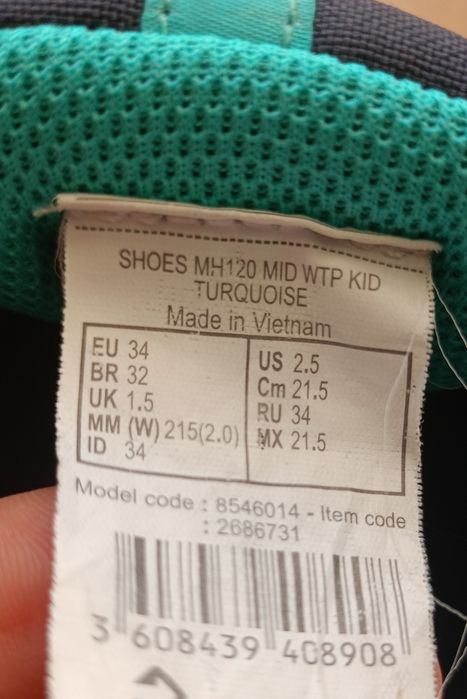 SHOES MH120 MID WTP KID
TURQUOISE
Made in Vietnam
EU 34
BR 32
UK 1.5
MM (W) 215(2.0)
ID 34
US 2.5
Cm 21.5
RU 34
MX 21.5
Model code : 8546014 - Item code
: 2686731
3 608439 408908